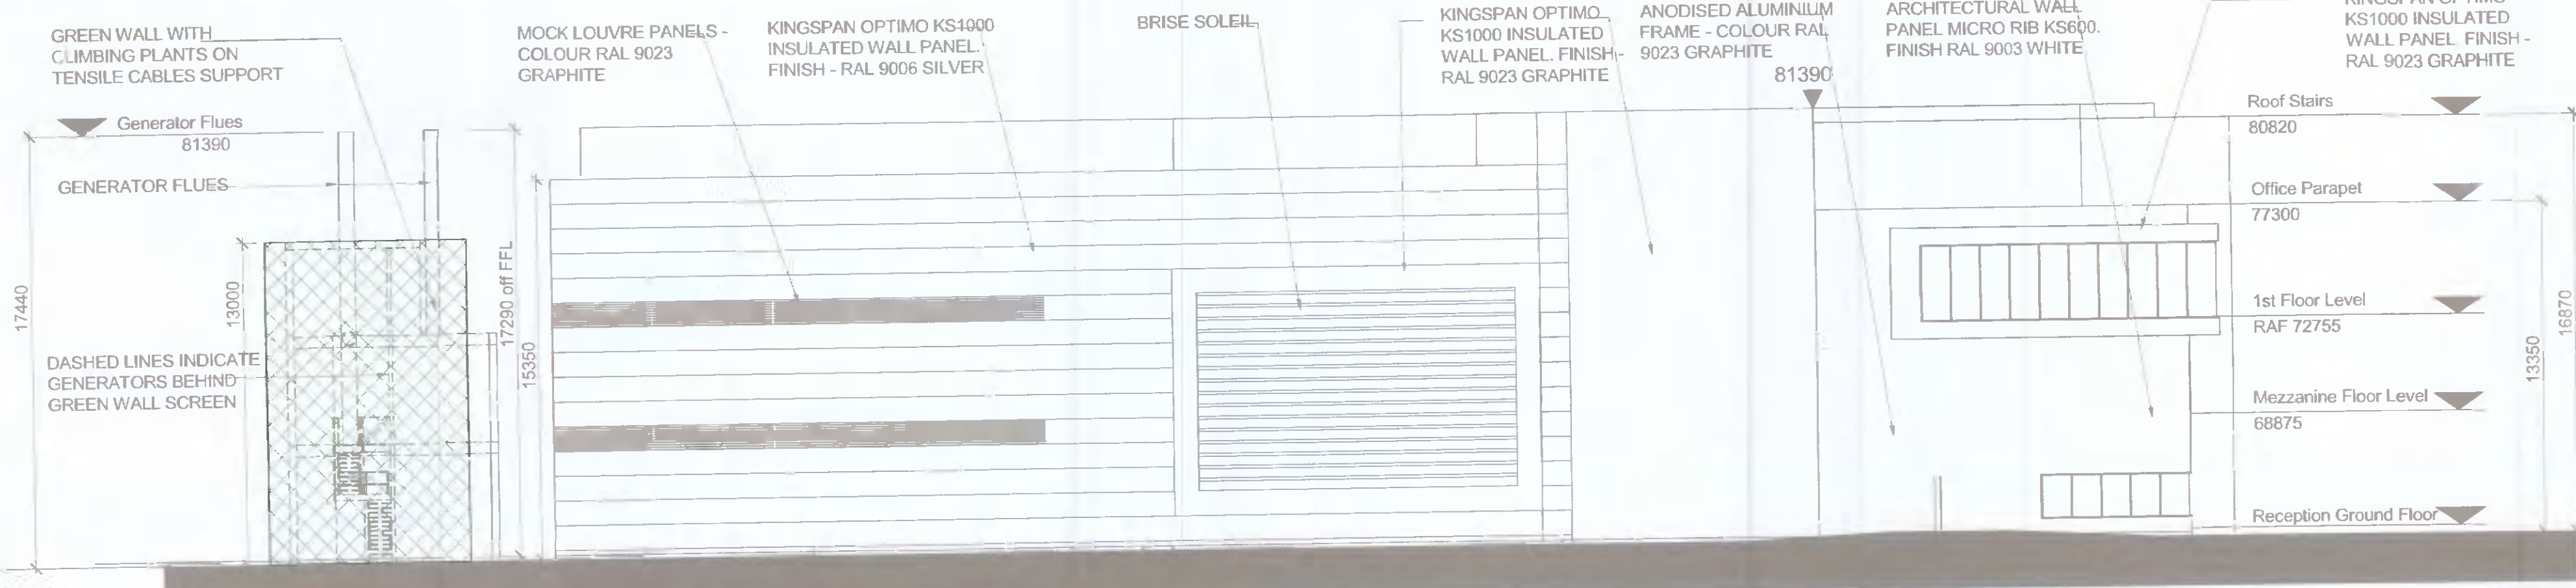 GREEN WALL WITH
CLIMBING PLANTS ON
TENSILE CABLES SUPPORT
MOCK LOUVRE PANELS -
COLOUR RAL 9023
GRAPHITE
KINGSPAN OPTIMO KS1000
INSULATED WALL PANEL.
FINISH - RAL 9006 SILVER
BRISE SOLEIL
KINGSPAN OPTIMO
KS1000 INSULATED
WALL PANEL. FINISH -
RAL 9023 GRAPHITE
ANODISED ALUMINIUM
FRAME - COLOUR RAL
9023 GRAPHITE
81390
ARCHITECTURAL WALL
PANEL MICRO RIB KS600.
FINISH RAL 9003 WHITE
KINGSPAN OPTIMO
KS1000 INSULATED
WALL PANEL. FINISH -
RAL 9023 GRAPHITE
Generator Flues
81390
GENERATOR FLUES
17440
13000
17290 off FFL
15350
DASHED LINES INDICATE
GENERATORS BEHIND
GREEN WALL SCREEN
Roof Stairs
80820
Office Parapet
77300
1st Floor Level
RAF 72755
Mezzanine Floor Level
68875
Reception Ground Floor
13350
16870